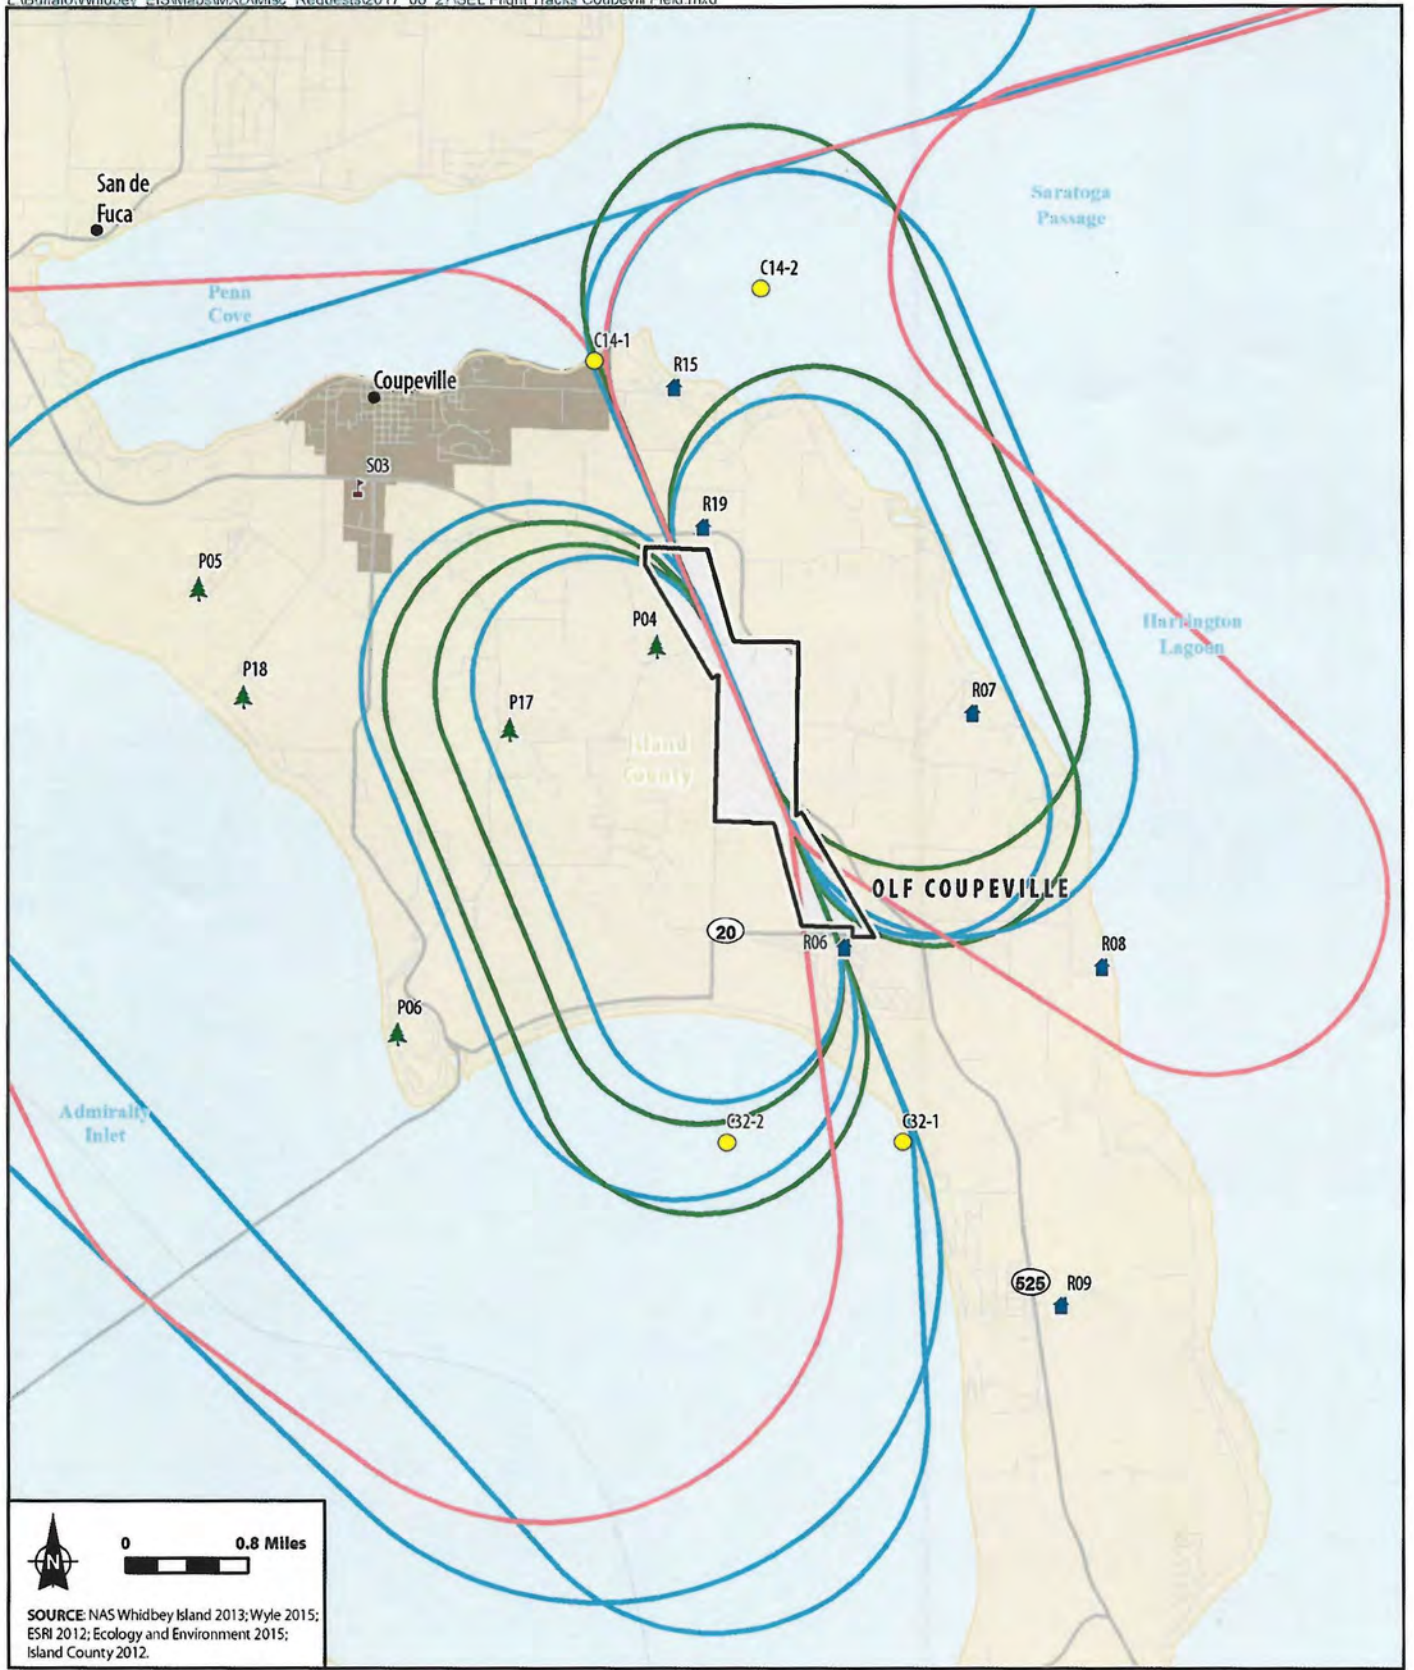 San de
Fuca
Saratoga
Passage
C14-2
Penn
Cove
C14-1
R15
Coupeville
S03
R19
P05
P04
Harrington
Lagoon
P18
P17
R07
Island
County
OLF COUPEVILLE
20
R06
R08
P06
Admiralty
Inlet
C32-2
C32-1
525
R09
N
0 0.8 Miles
SOURCE: NAS Whidbey Island 2013; Wyle 2015;
ESRI 2012; Ecology and Environment 2015;
Island County 2012.